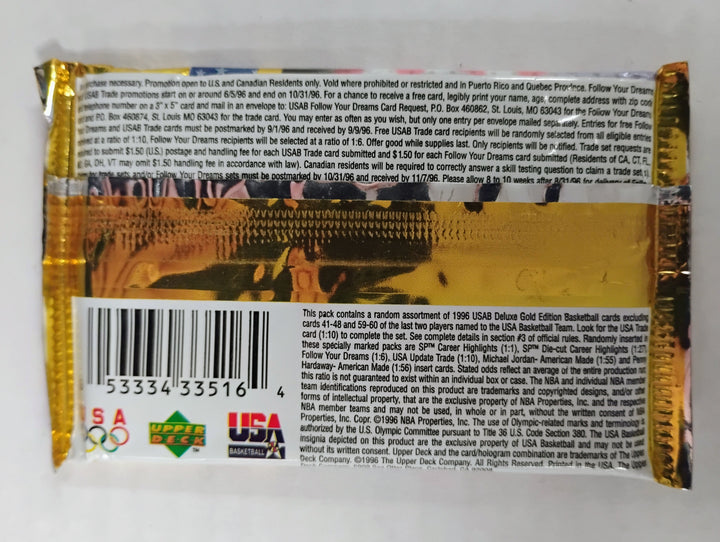 purchase necessary. Promotion open to U.S. and Canadian Residents only. Void where prohibited or restricted and in Puerto Rico and Quebec Province. Follow Your Dreams
USAB Trade promotions start on or around 6/5/96 and end on 10/31/96. For a chance to receive a free card, legibly print your name, age, complete address with zip code
telephone number on a 3" x 5" card and mail in an envelope to: USAB Follow Your Dreams Card Request, P.O. Box 460862, St. Louis, MO 63043 for the Follow Your Dream
and P.O. Box 460874, St. Louis MO 63043 for the trade card. You may enter as often as you wish, but only one entry per envelope mailed separately. Entries for free Follow
Dreams and USAB Trade cards must be postmarked by 9/1/96 and received by 9/9/96. Free USAB Trade card recipients will be randomly selected from all eligible entries
at a ratio of 1:10, Follow Your Dreams recipients will be selected at a ratio of 1:6. Offer good while supplies last. Only recipients will be notified. Trade set requests are
to submit $1.50 (U.S.) postage and handling fee for each USAB Trade card submitted and $1.50 for each Follow Your Dreams card submitted (Residents of CA, CT, FL,
GA, OH, VT may omit $1.50 handling fee in accordance with law). Canadian residents will be required to correctly answer a skill testing question to claim a trade set.
trade sets and/or Follow Your Dreams sets must be postmarked by 10/31/96 and received by 11/7/96. Please allow 8 to 10 weeks after 8/31/96 for delivery of
This pack contains a random assortment of 1996 USAB Deluxe Gold Edition Basketball cards excluding
cards 41-48 and 59-60 of the last two players named to the USA Basketball Team. Look for the USA Trade
card (1:10) to complete the set. See complete details in section #3 of official rules. Randomly inserted in
these specially marked packs are SP™ Career Highlights (1:1), SP™ Die-cut Career Highlights (1:27)
Follow Your Dreams (1:6), USA Update Trade (1:10), Michael Jordan- American Made (1:55) and Penny
Hardaway- American Made (1:56) insert cards. Stated odds reflect an average of the entire production run
this ratio is not guaranteed to exist within an individual box or case. The NBA and individual NBA member
team identifications reproduced on this product are trademarks and copyrighted designs, and/or other
forms of intellectual property, that are the exclusive property of NBA Properties, Inc. and the respective
NBA member teams and may not be used, in whole or in part, without the written consent of NBA
Properties, Inc. Copr. ©1996 NBA Properties, Inc. The use of Olympic-related marks and terminology is
authorized by the U.S. Olympic Committee pursuant to Title 36 U.S. Code Section 380. The USA Basketball
insignia depicted on this product are the exclusive property of USA Basketball and may not be used
without its written consent. Upper Deck and the card/hologram combination are trademarks of The Upper
Deck Company. ©1996 The Upper Deck Company. All Rights Reserved. Printed in the USA. The Upper
53334 33516 4
USA
UPPER
DECK
™
USA
BASKETBALL